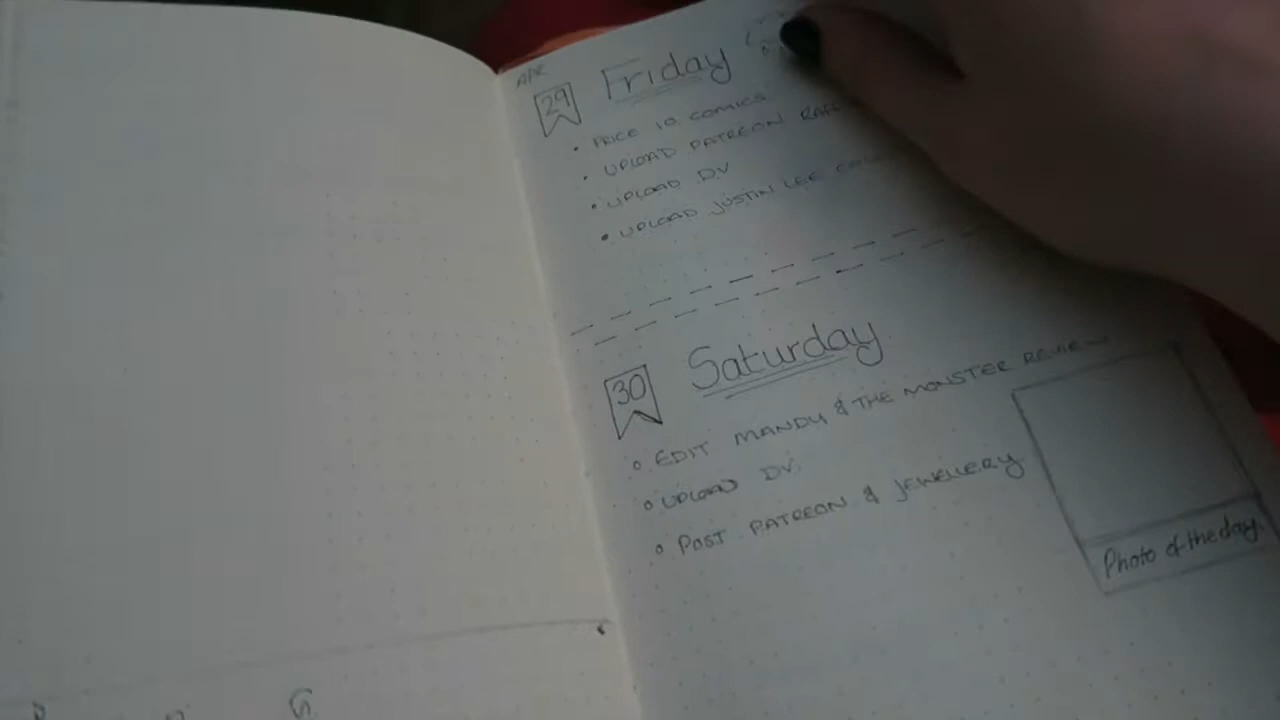 APR
29 Friday
• PRICE 10 COMICS
• UPLOAD PATREON
• UPLOAD DV
• UPLOAD JUSTIN LEE
30 Saturday
○ EDIT MANDY & THE MONSTER REVIEW
○ UPLOAD DV.
○ POST PATREON & JEWELLERY
Photo of the day